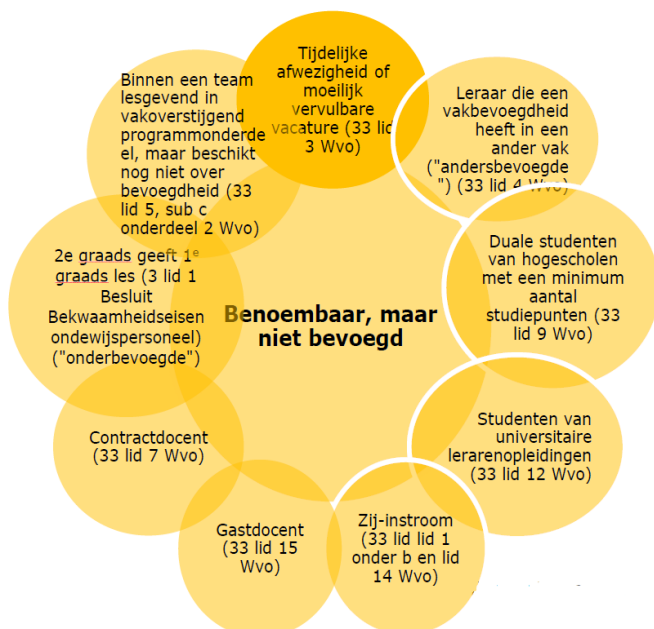 Tijdelijke
afwezigheid of
moeilijk
vervulbare
vacature (33 lid
3 Wvo)
Leraar die een
vakbevoegdheid
heeft in een
ander vak
("andersbevoegde
") (33 lid 4 Wvo)
Duale studenten
van hogescholen
met een minimum
aantal
studiepunten (33
lid 9 Wvo)
Studenten van
universitaire
lerarenopleidingen
(33 lid 12 Wvo)
Zij-instroom
(33 lid lid 1
onder b en lid
14 Wvo)
Gastdocent
(33 lid 15
Wvo)
Contractdocent
(33 lid 7 Wvo)
2e graads geeft 1e
graads les (3 lid 1
Besluit
Bekwaamheidseisen
ondewijspersoneel)
("onderbevoegde")
Binnen een team
lesgevend in
vakoverstijgend
programmonderde
el, maar beschikt
nog niet over
bevoegdheid (33
lid 5, sub c
onderdeel 2 Wvo)
Benoembaar, maar
niet bevoegd